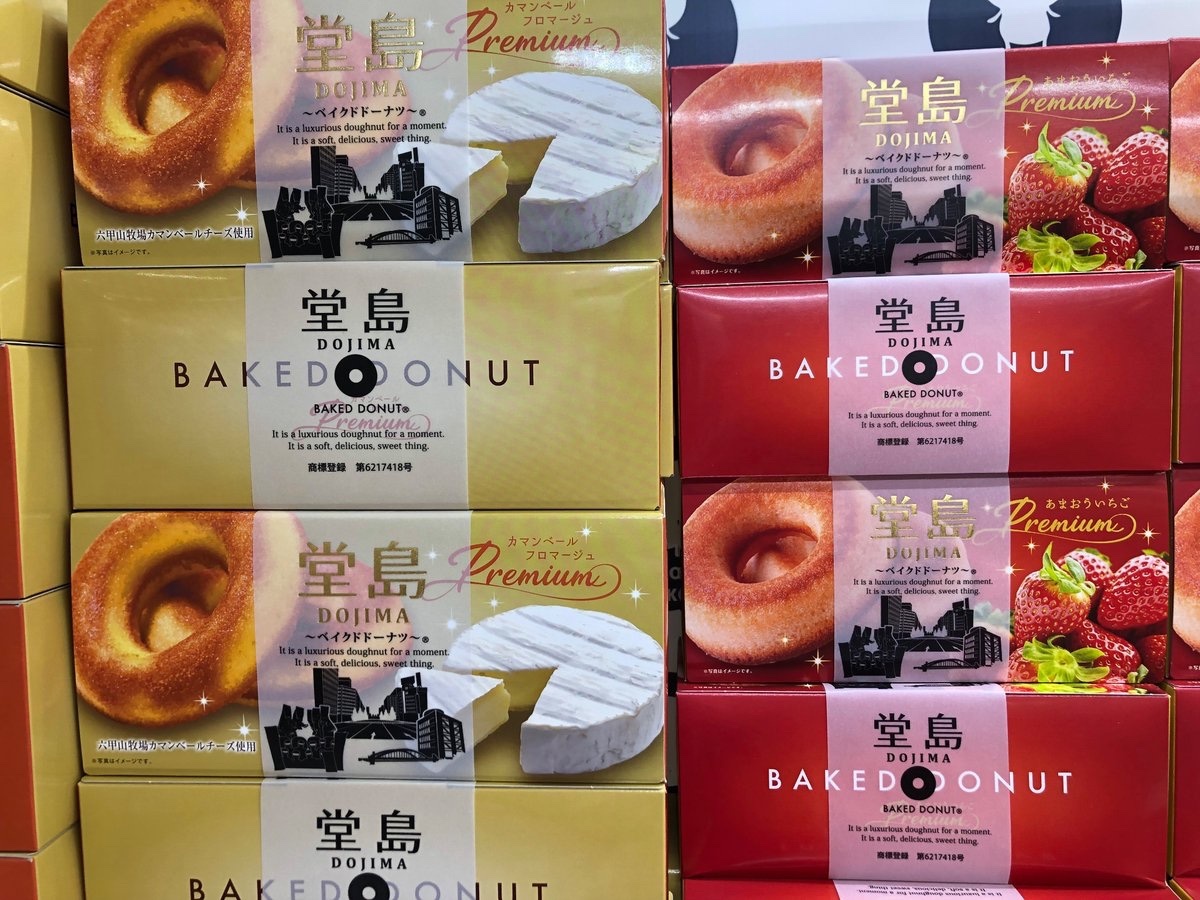 カマンベール
フロマージュ
Premium
堂島
DOJIMA
～ベイクドドーナツ～®
It is a luxurious doughnut for a moment.
It is a soft, delicious, sweet thing.
六甲山牧場カマンベールチーズ使用
※写真はイメージです。
堂島
DOJIMA
BAKED DONUT
BAKED DONUT®
カマンベール
Premium
It is a luxurious doughnut for a moment.
It is a soft, delicious, sweet thing.
商標登録　第6217418号
カマンベール
フロマージュ
Premium
堂島
DOJIMA
～ベイクドドーナツ～®
It is a luxurious doughnut for a moment.
It is a soft, delicious, sweet thing.
六甲山牧場カマンベールチーズ使用
※写真はイメージです。
堂島
DOJIMA
BAKED DONUT
あまおういちご
Premium
堂島
DOJIMA
～ベイクドドーナツ～®
It is a luxurious doughnut for a moment.
It is a soft, delicious, sweet thing.
※写真はイメージです。
堂島
DOJIMA
BAKED DONUT
BAKED DONUT®
Premium
It is a luxurious doughnut for a moment.
It is a soft, delicious, sweet thing.
商標登録　第6217418号
あまおういちご
Premium
堂島
DOJIMA
～ベイクドドーナツ～®
It is a luxurious doughnut for a moment.
It is a soft, delicious, sweet thing.
※写真はイメージです。
堂島
DOJIMA
BAKED DONUT
BAKED DONUT®
Premium
It is a luxurious doughnut for a moment.
It is a soft, delicious, sweet thing.
商標登録　第6217418号
It is a luxurious doughnut for a moment.
It is a soft, delicious, sweet thing.